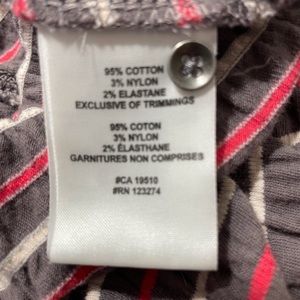 95% COTTON
3% NYLON
2% ELASTANE
EXCLUSIVE OF TRIMMINGS
95% COTON
3% NYLON
2% ÉLASTHANE
GARNITURES NON COMPRISES
#CA 19510
#RN 123274